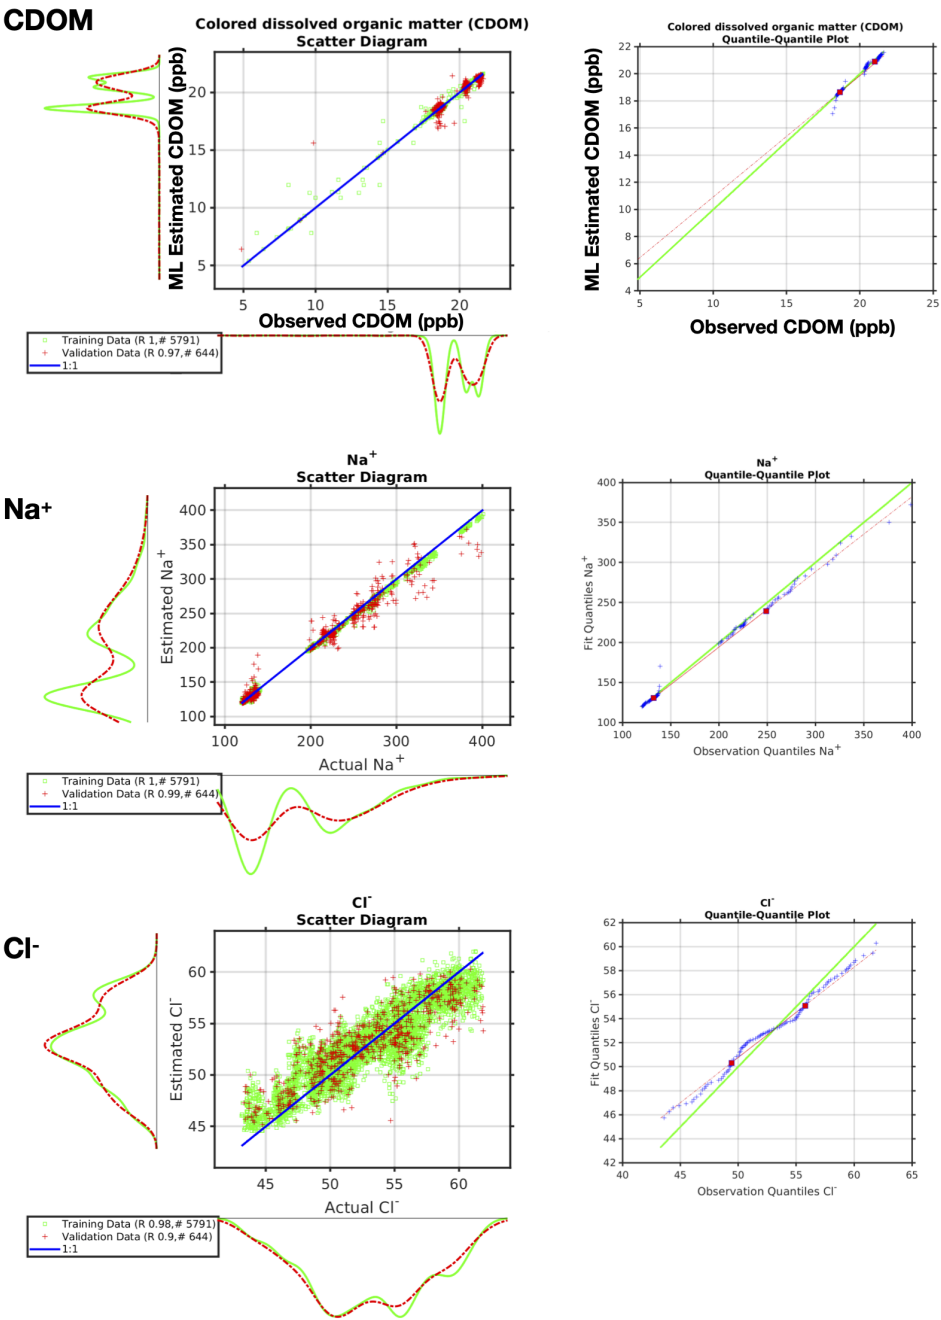 CDOM
Colored dissolved organic matter (CDOM)
Scatter Diagram
ML Estimated CDOM (ppb)
20
15
10
5
5 10 15 20
Observed CDOM (ppb)
Training Data (R 1,# 5791)
Validation Data (R 0.97,# 644)
1:1
Colored dissolved organic matter (CDOM)
Quantile-Quantile Plot
ML Estimated CDOM (ppb)
22
20
18
16
14
12
10
8
6
4
5 10 15 20 25
Observed CDOM (ppb)
Na+
Na+
Scatter Diagram
Estimated Na+
400
350
300
250
200
150
100
100 200 300 400
Actual Na+
Training Data (R 1,# 5791)
Validation Data (R 0.99,# 644)
1:1
Na+
Quantile-Quantile Plot
Fit Quantiles Na+
400
350
300
250
200
150
100
100 150 200 250 300 350 400
Observation Quantiles Na+
Cl-
Cl-
Scatter Diagram
Estimated Cl-
60
55
50
45
45 50 55 60
Actual Cl-
Training Data (R 0.98,# 5791)
Validation Data (R 0.9,# 644)
1:1
Cl-
Quantile-Quantile Plot
Fit Quantiles Cl-
62
60
58
56
54
52
50
48
46
44
42
40 45 50 55 60 65
Observation Quantiles Cl-